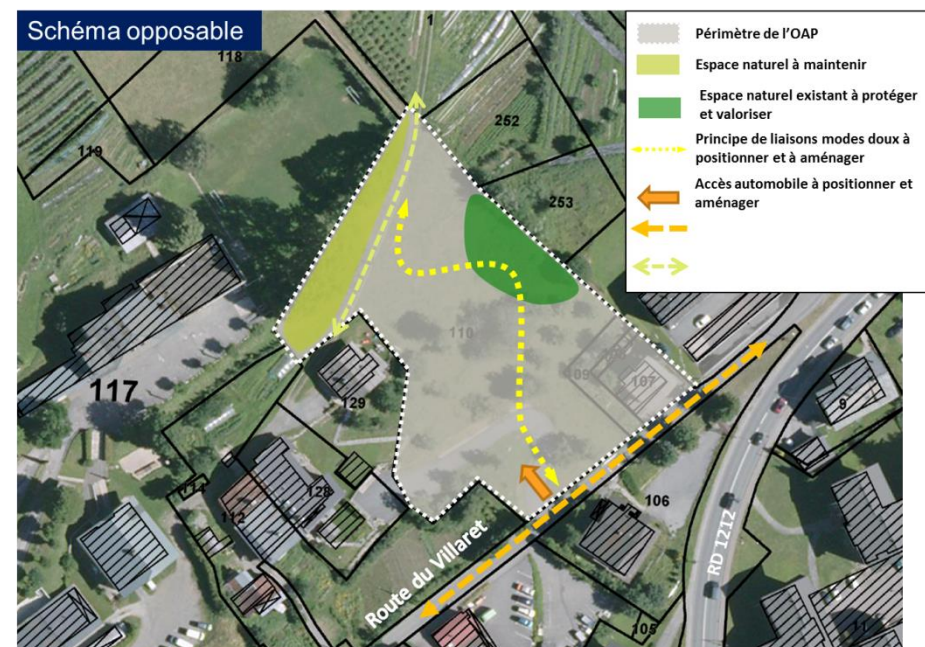 Schéma opposable
Périmètre de l'OAP
Espace naturel à maintenir
Espace naturel existant à protéger
et valoriser
Principe de liaisons modes doux à
positionner et à aménager
Accès automobile à positionner et
aménager
1
118
119
252
253
117
110
109
107
129
128
112
106
9
105
11
Route du Villaret
RD 1212